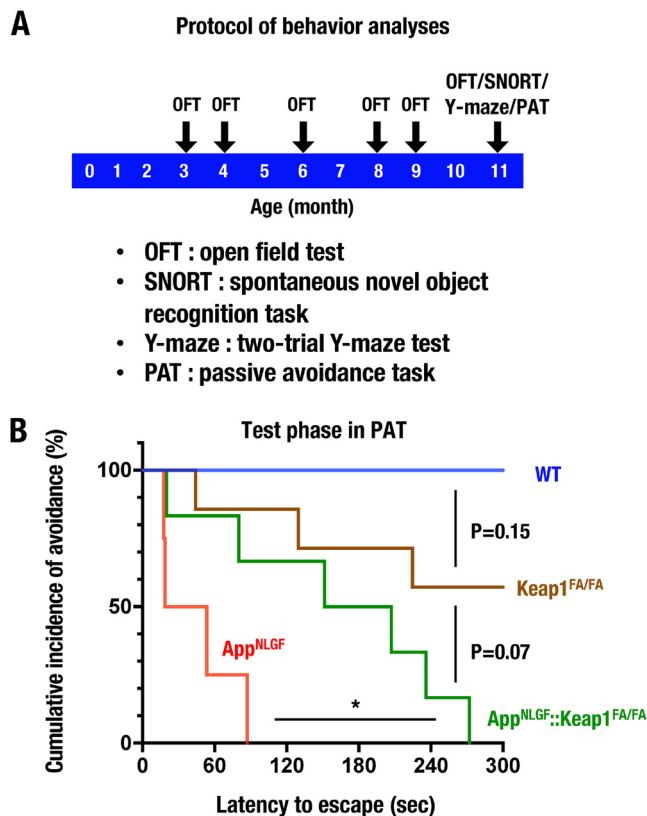 A
Protocol of behavior analyses
OFT OFT OFT OFT OFT OFT/SNORT/
Y-maze/PAT
0 1 2 3 4 5 6 7 8 9 10 11
Age (month)
• OFT : open field test
• SNORT : spontaneous novel object
recognition task
• Y-maze : two-trial Y-maze test
• PAT : passive avoidance task
B
Test phase in PAT
Cumulative incidence of avoidance (%)
100
50
0
WT
P=0.15
Keap1FA/FA
AppNLGF
P=0.07
*
AppNLGF::Keap1FA/FA
0 60 120 180 240 300
Latency to escape (sec)